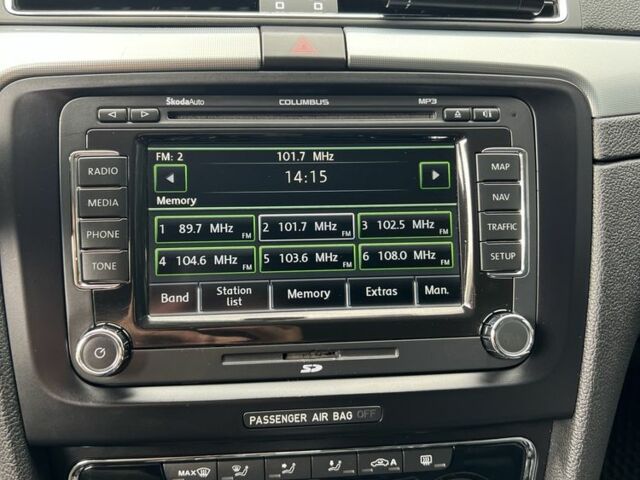 ŠkodaAuto COLUMBUS MP3
RADIO
MEDIA
PHONE
TONE
FM: 2 101.7 MHz
14:15
Memory
1 89.7 MHz FM 2 101.7 MHz FM 3 102.5 MHz FM
4 104.6 MHz FM 5 103.6 MHz FM 6 108.0 MHz FM
Band Station list Memory Extras Man.
MAP
NAV
TRAFFIC
SETUP
SD
PASSENGER AIR BAG OFF
MAX A